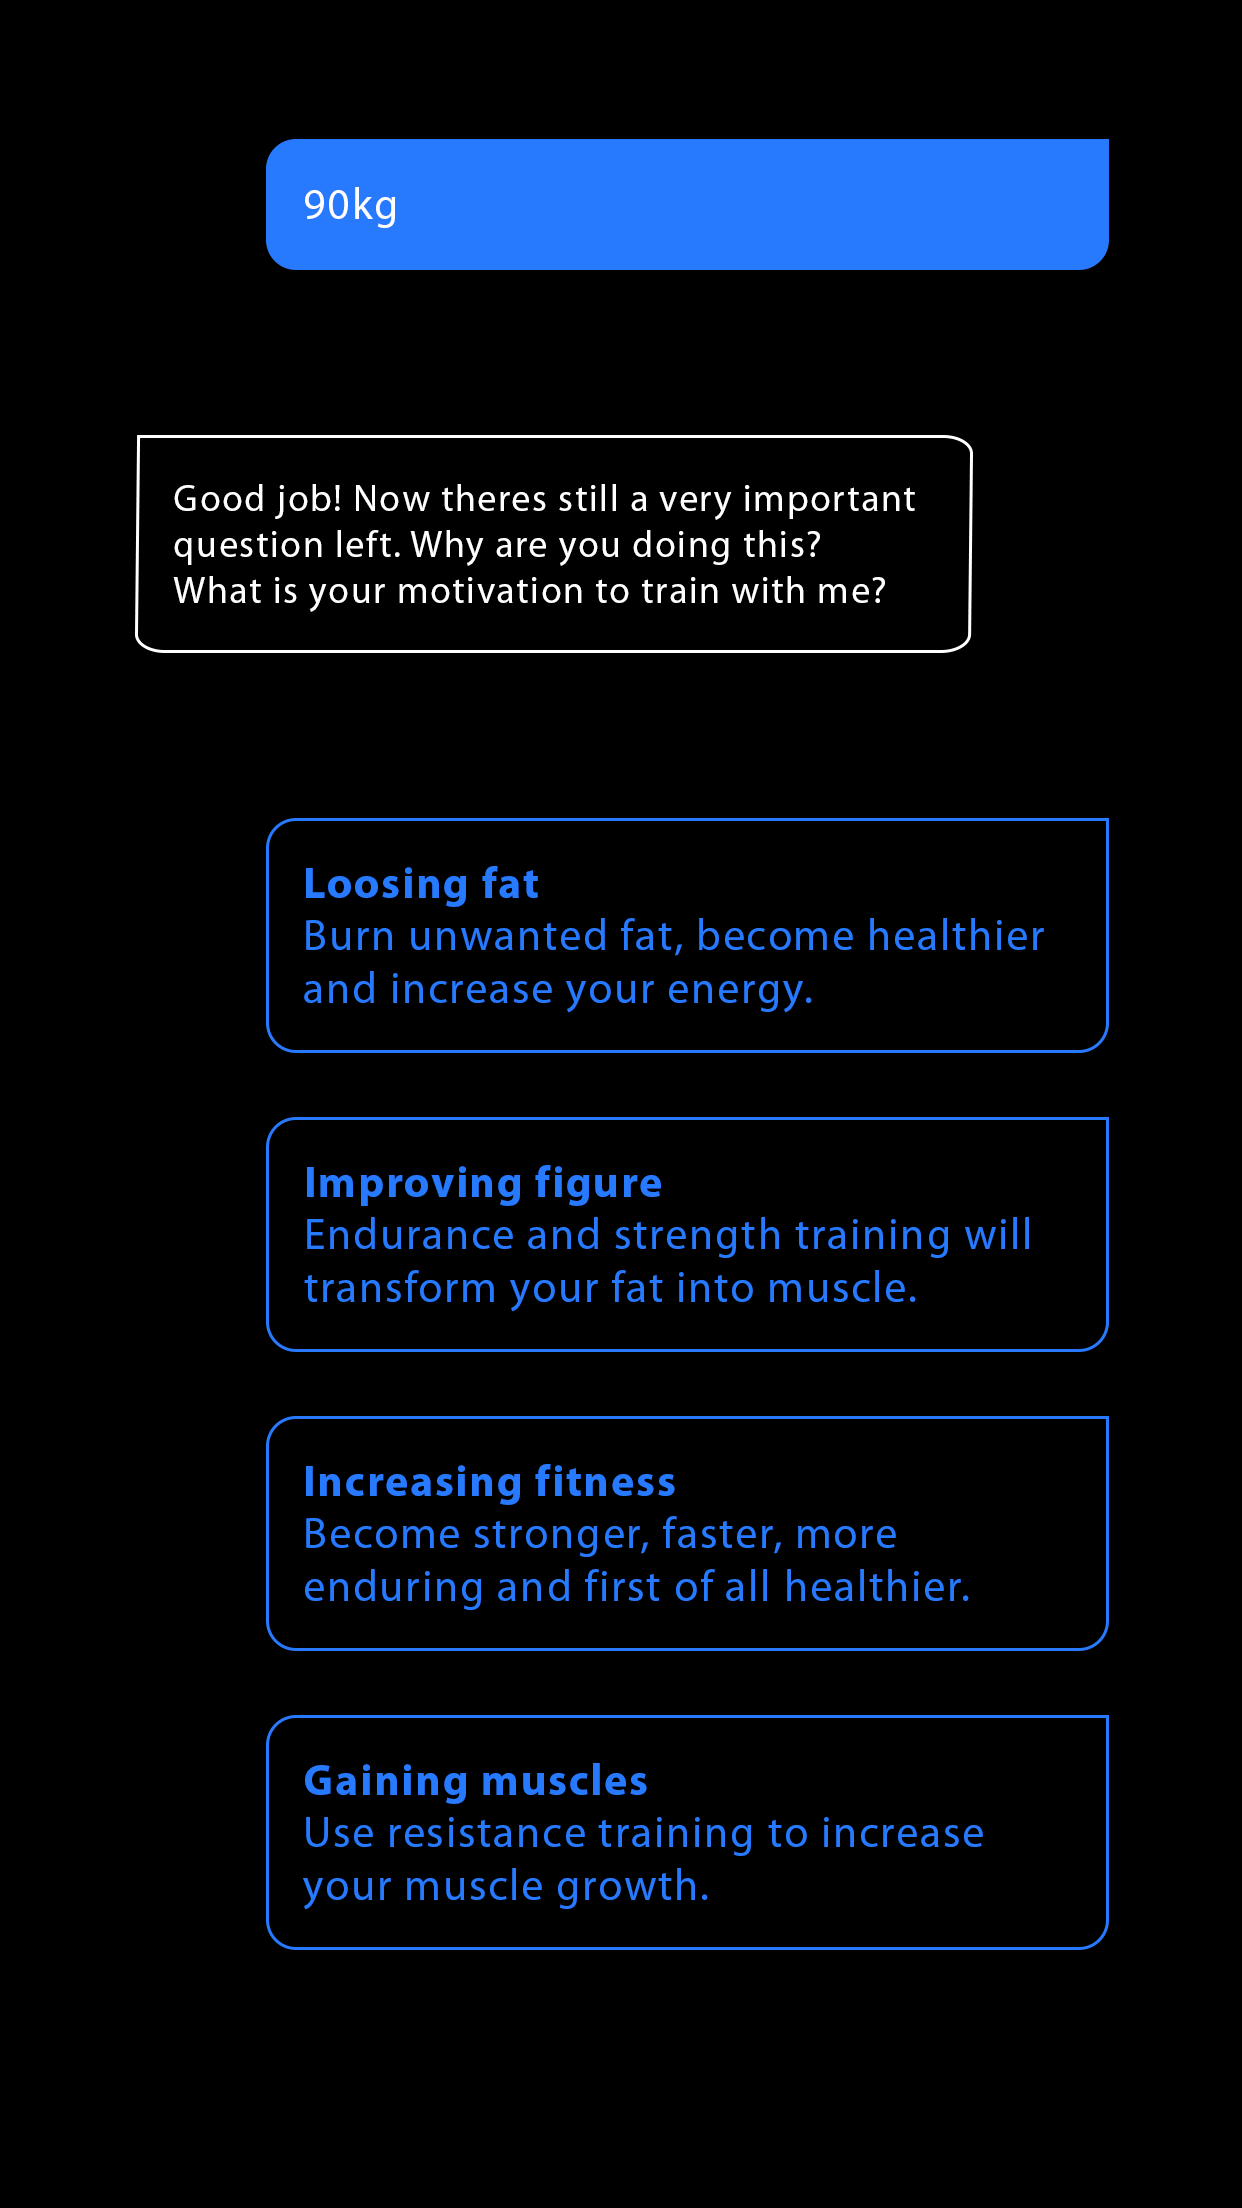 90kg
Good job! Now theres still a very important
question left. Why are you doing this?
What is your motivation to train with me?
Loosing fat
Burn unwanted fat, become healthier
and increase your energy.
Improving figure
Endurance and strength training will
transform your fat into muscle.
Increasing fitness
Become stronger, faster, more
enduring and first of all healthier.
Gaining muscles
Use resistance training to increase
your muscle growth.